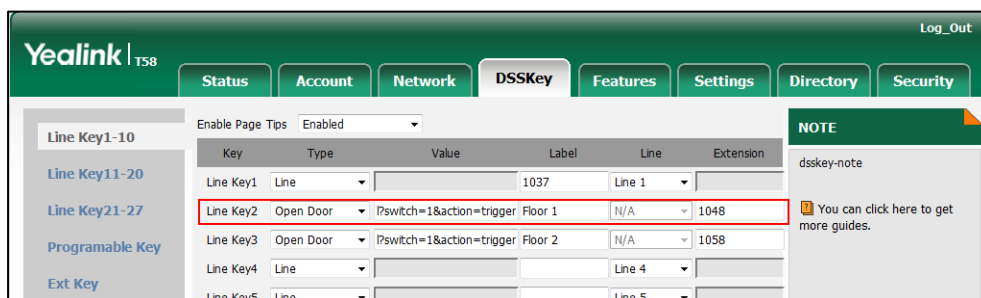 Log_Out
Yealink T58
Status Account Network DSSKey Features Settings Directory Security
Line Key1-10
Line Key11-20
Line Key21-27
Programable Key
Ext Key
Enable Page Tips Enabled
Key Type Value Label Line Extension
Line Key1 Line 1037 Line 1
Line Key2 Open Door ?switch=1&action=trigger Floor 1 N/A 1048
Line Key3 Open Door ?switch=1&action=trigger Floor 2 N/A 1058
Line Key4 Line Line 4
Line Key5 Line Line 5
NOTE
dsskey-note
You can click here to get
more guides.